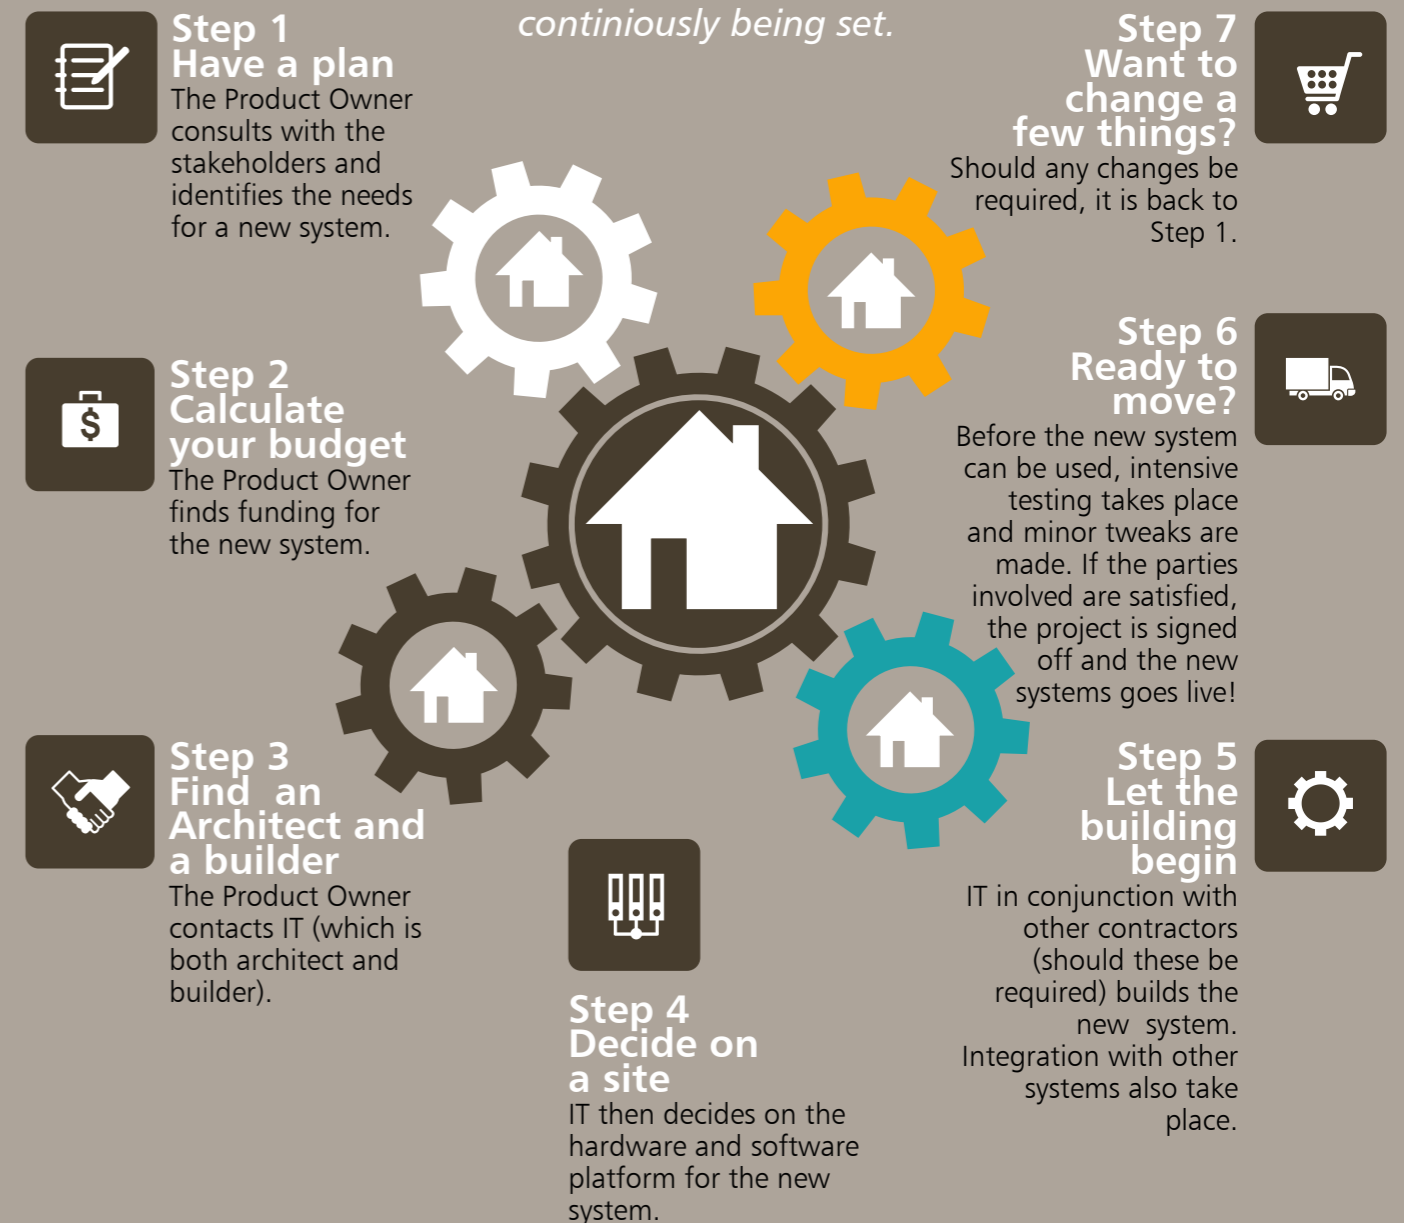 continiously being set.
Step 1
Have a plan
The Product Owner
consults with the
stakeholders and
identifies the needs
for a new system.
Step 2
Calculate
your budget
The Product Owner
finds funding for
the new system.
Step 3
Find  an
Architect and
a builder
The Product Owner
contacts IT (which is
both architect and
builder).
$
Step 4
Decide on
a site
IT then decides on the
hardware and software
platform for the new
system.
Step 5
Let the
building
begin
IT in conjunction with
other contractors
(should these be
required) builds the
new  system.
Integration with other
systems also take
place.
Step 6
Ready to
move?
Before the new system
can be used, intensive
testing takes place
and minor tweaks are
made. If the parties
involved are satisfied,
the project is signed
off and the new
systems goes live!
Step 7
Want to
change a
few things?
Should any changes be
required, it is back to
Step 1.